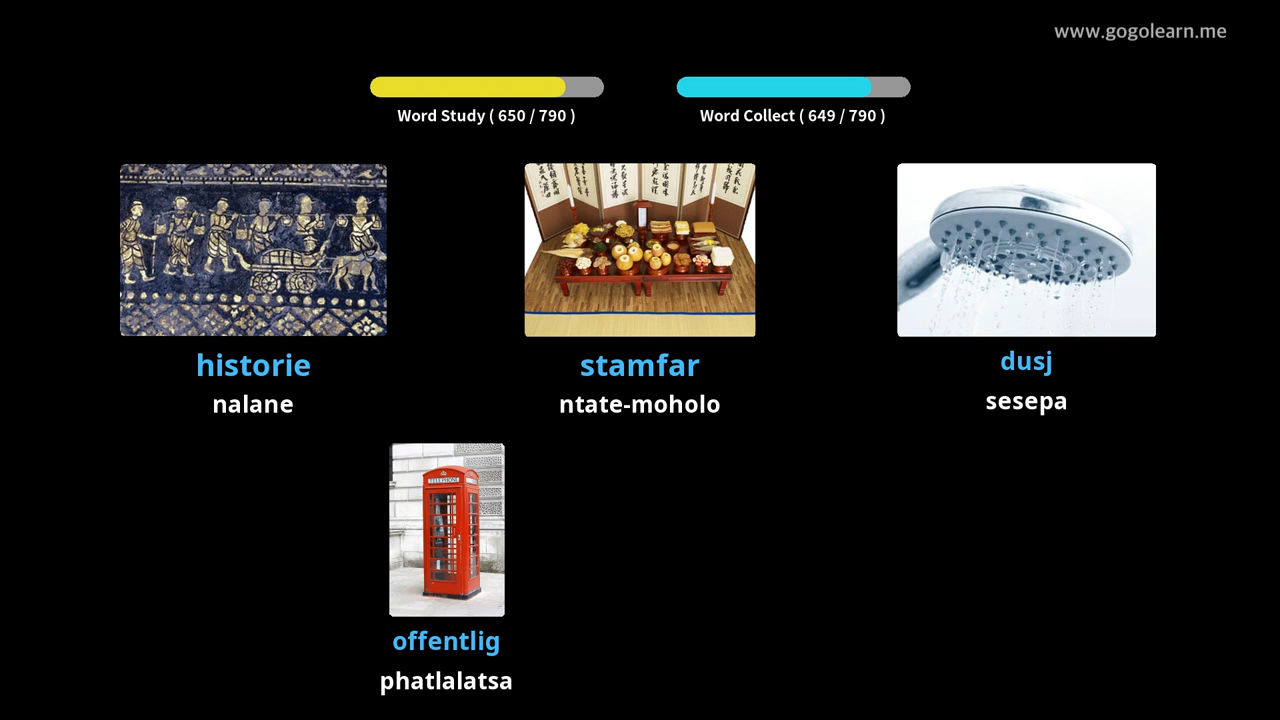 www.gogolearn.me
Word Study ( 650 / 790 )
Word Collect ( 649 / 790 )
historie
nalane
stamfar
ntate-moholo
dusj
sesepa
TELEPHONE
offentlig
phatlalatsa